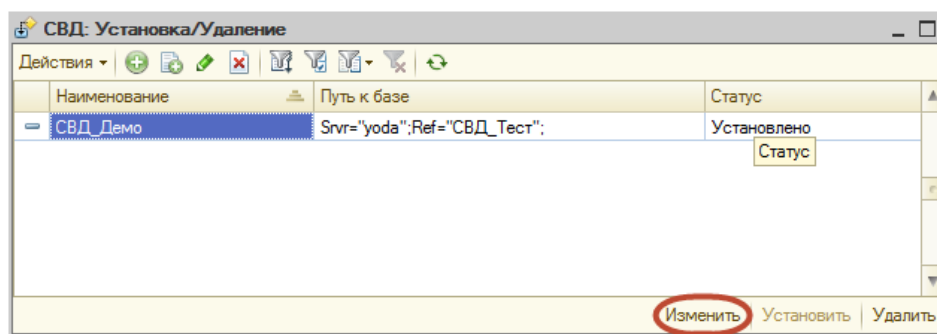 СВД: Установка/Удаление
Действия
Наименование Путь к базе Статус
СВД_Демо Srvr="yoda";Ref="СВД_Тест"; Установлено
Статус
Изменить Установить Удалить